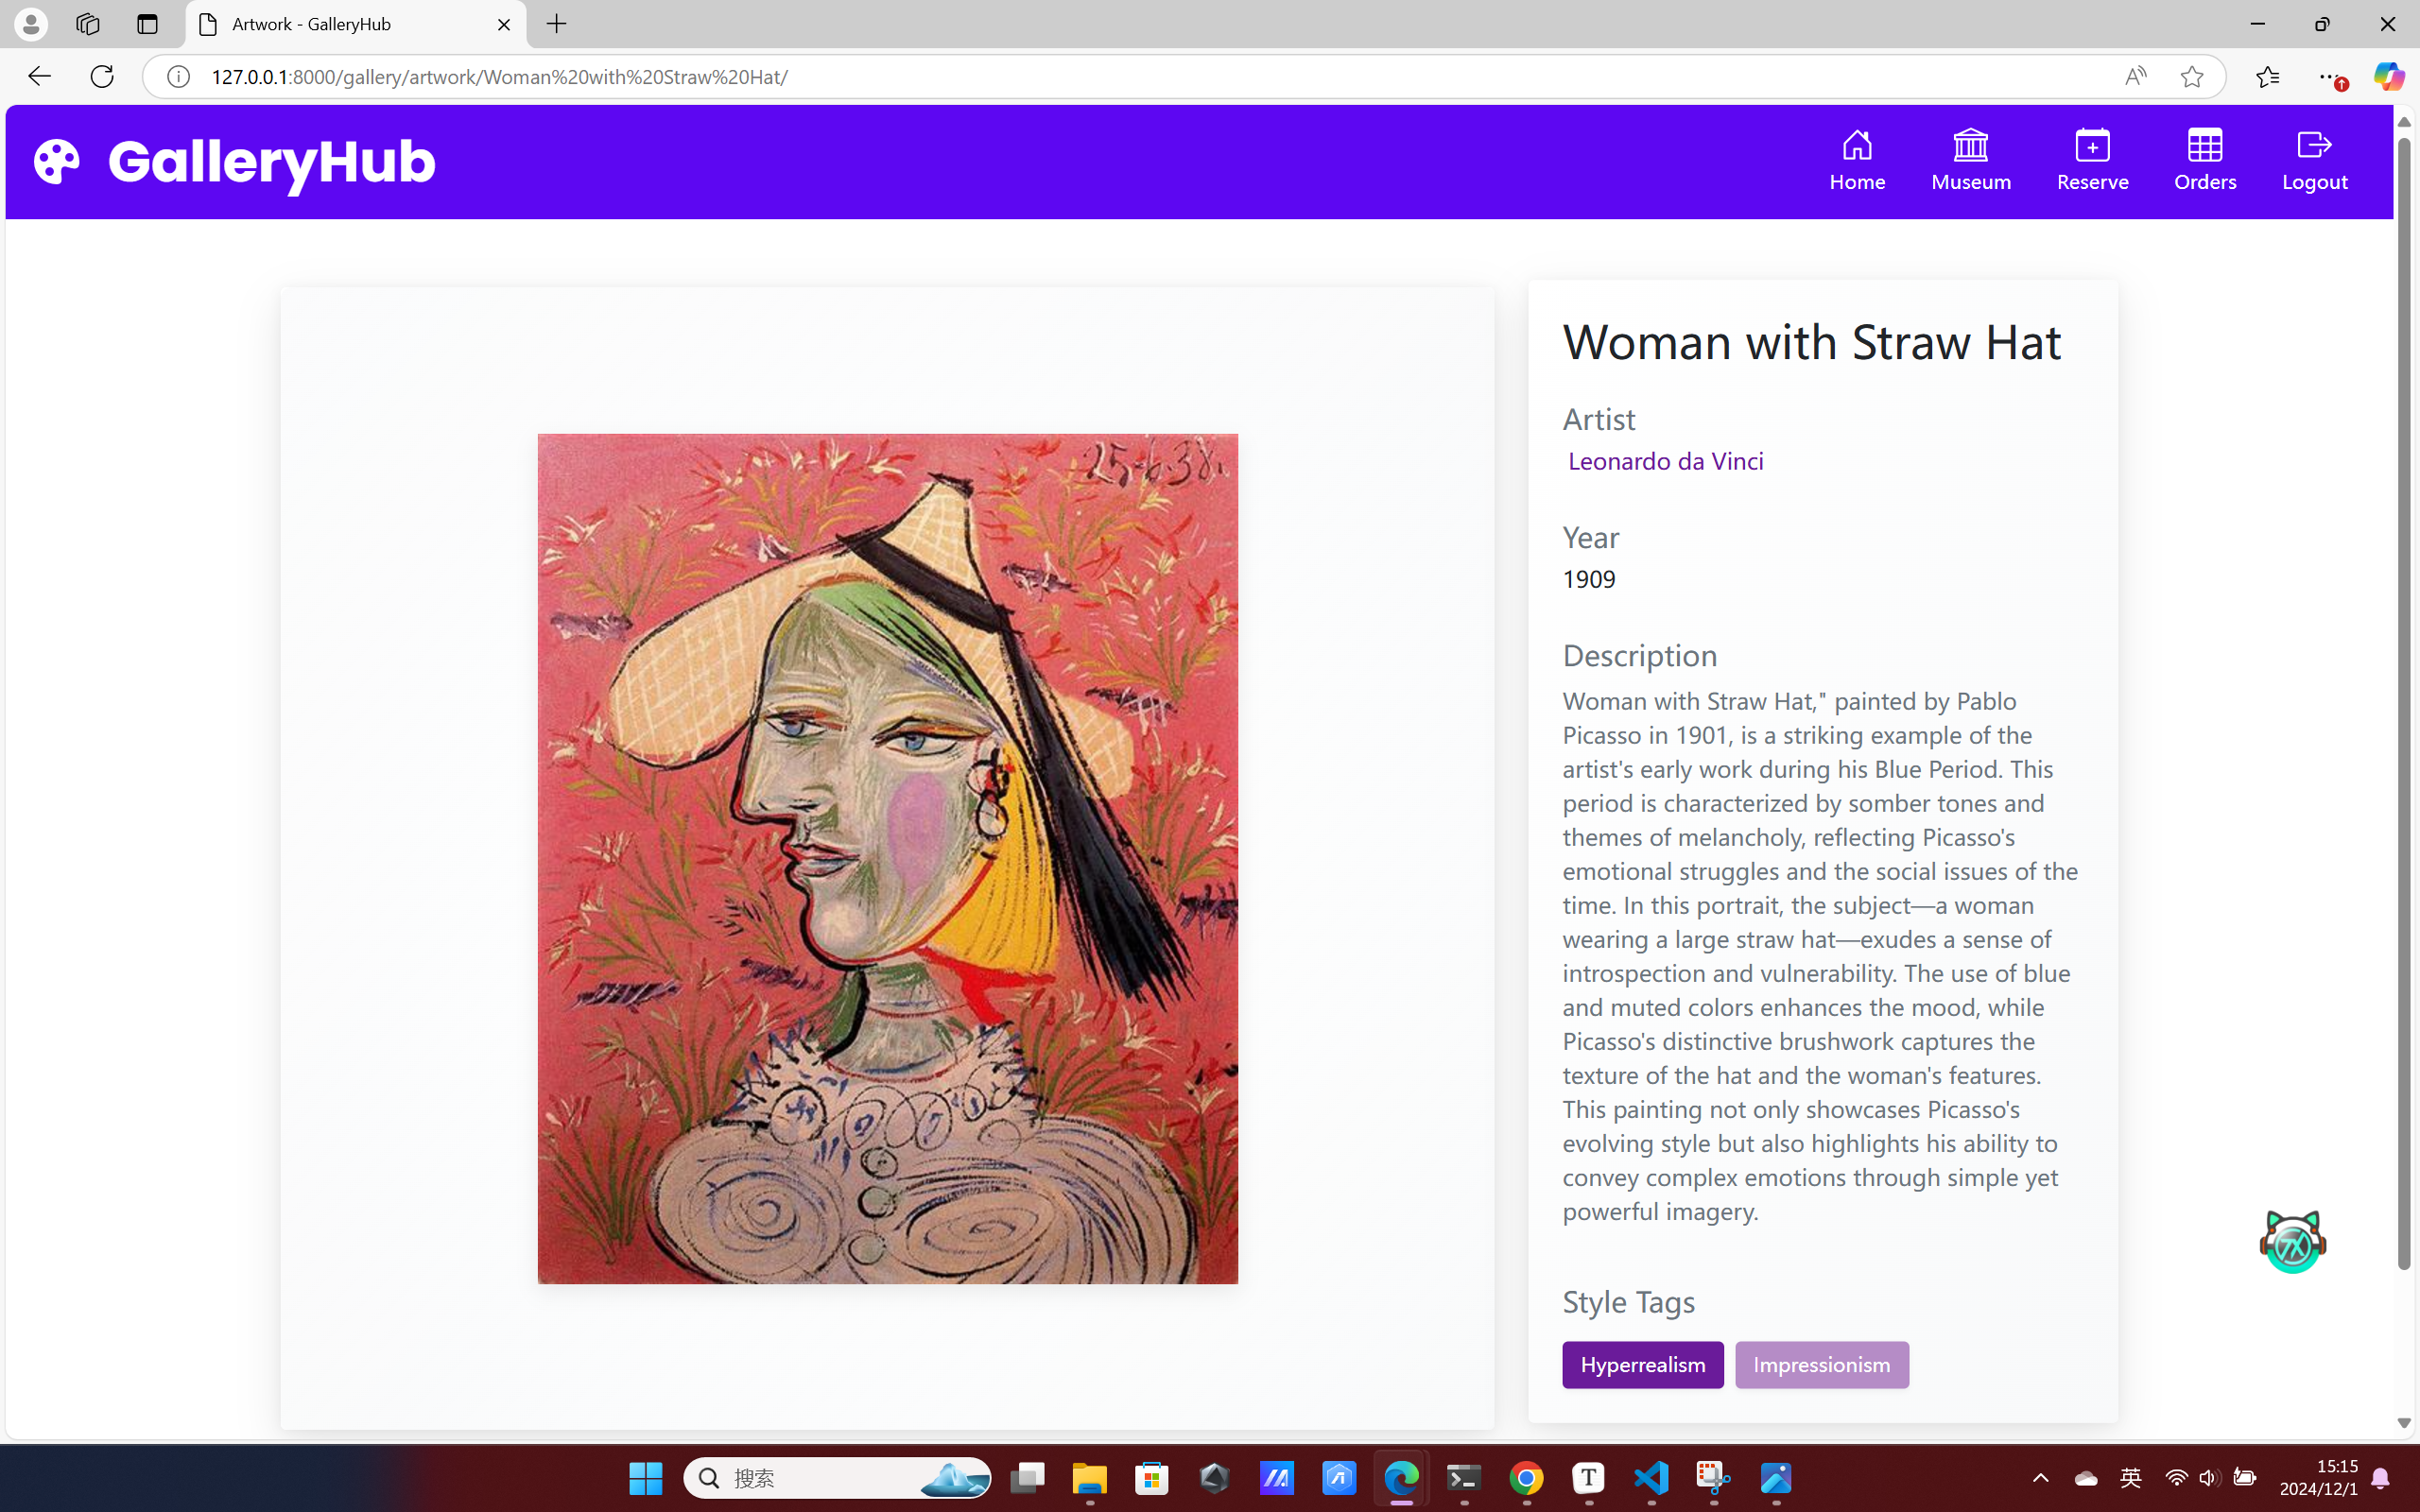 Artwork - GalleryHub
127.0.0.1:8000/gallery/artwork/Woman%20with%20Straw%20Hat/
GalleryHub
Home
Museum
Reserve
Orders
Logout
25-6-38.
Woman with Straw Hat
Artist
Leonardo da Vinci
Year
1909
Description
Woman with Straw Hat," painted by Pablo
Picasso in 1901, is a striking example of the
artist's early work during his Blue Period. This
period is characterized by somber tones and
themes of melancholy, reflecting Picasso's
emotional struggles and the social issues of the
time. In this portrait, the subject—a woman
wearing a large straw hat—exudes a sense of
introspection and vulnerability. The use of blue
and muted colors enhances the mood, while
Picasso's distinctive brushwork captures the
texture of the hat and the woman's features.
This painting not only showcases Picasso's
evolving style but also highlights his ability to
convey complex emotions through simple yet
powerful imagery.
Style Tags
Hyperrealism
Impressionism
搜索
英
15:15
2024/12/1